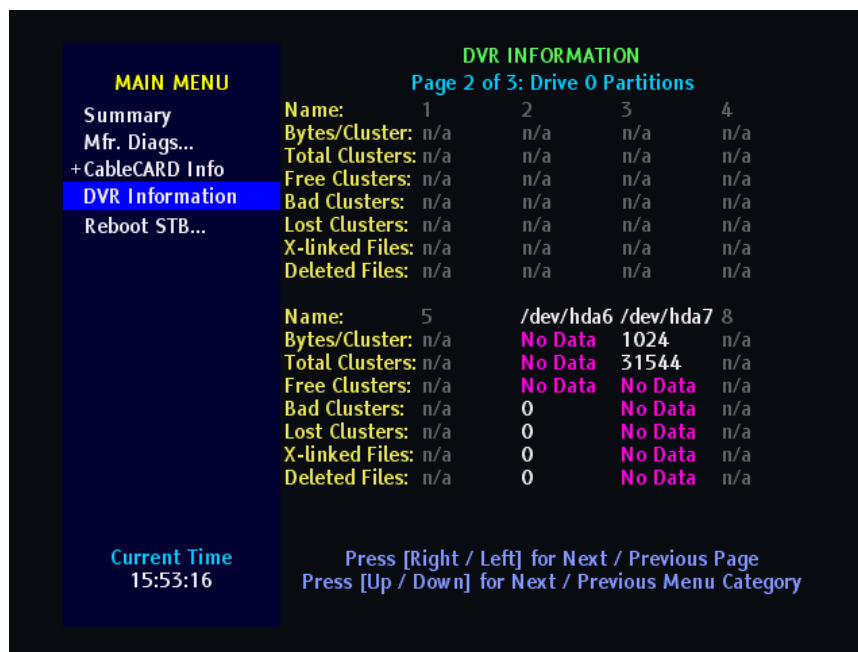 MAIN MENU
Summary
Mfr. Diags...
+CableCARD Info
DVR Information
Reboot STB...
Current Time
15:53:16
DVR INFORMATION
Page 2 of 3: Drive 0 Partitions
Name: 1 2 3 4
Bytes/Cluster: n/a n/a n/a n/a
Total Clusters: n/a n/a n/a n/a
Free Clusters: n/a n/a n/a n/a
Bad Clusters: n/a n/a n/a n/a
Lost Clusters: n/a n/a n/a n/a
X-linked Files: n/a n/a n/a n/a
Deleted Files: n/a n/a n/a n/a
Name: 5 /dev/hda6 /dev/hda7 8
Bytes/Cluster: n/a No Data 1024 n/a
Total Clusters: n/a No Data 31544 n/a
Free Clusters: n/a No Data No Data n/a
Bad Clusters: n/a 0 No Data n/a
Lost Clusters: n/a 0 No Data n/a
X-linked Files: n/a 0 No Data n/a
Deleted Files: n/a 0 No Data n/a
Press [Right / Left] for Next / Previous Page
Press [Up / Down] for Next / Previous Menu Category